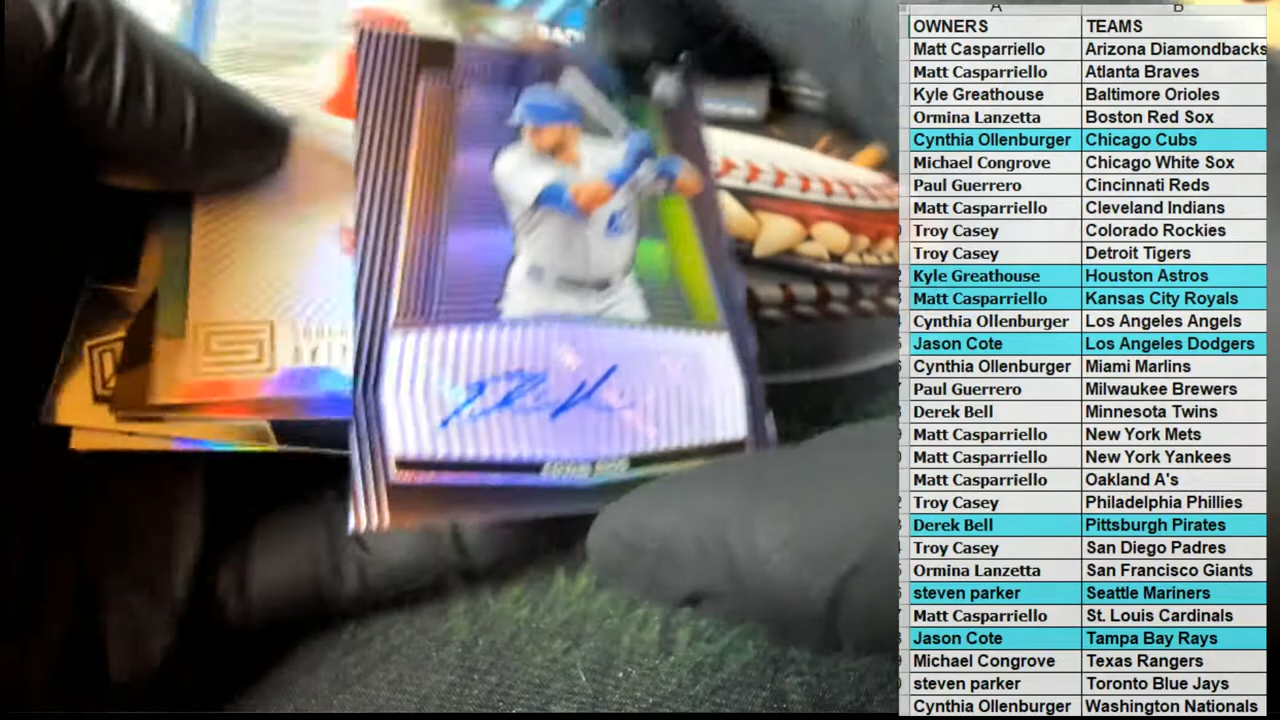 A B
OWNERS TEAMS
Matt Casparriello Arizona Diamondbacks
Matt Casparriello Atlanta Braves
Kyle Greathouse Baltimore Orioles
Ormina Lanzetta Boston Red Sox
Cynthia Ollenburger Chicago Cubs
Michael Congrove Chicago White Sox
Paul Guerrero Cincinnati Reds
Matt Casparriello Cleveland Indians
Troy Casey Colorado Rockies
Troy Casey Detroit Tigers
Kyle Greathouse Houston Astros
Matt Casparriello Kansas City Royals
Cynthia Ollenburger Los Angeles Angels
Jason Cote Los Angeles Dodgers
Cynthia Ollenburger Miami Marlins
Paul Guerrero Milwaukee Brewers
Derek Bell Minnesota Twins
Matt Casparriello New York Mets
Matt Casparriello New York Yankees
Matt Casparriello Oakland A's
Troy Casey Philadelphia Phillies
Derek Bell Pittsburgh Pirates
Troy Casey San Diego Padres
Ormina Lanzetta San Francisco Giants
steven parker Seattle Mariners
Matt Casparriello St. Louis Cardinals
Jason Cote Tampa Bay Rays
Michael Congrove Texas Rangers
steven parker Toronto Blue Jays
Cynthia Ollenburger Washington Nationals